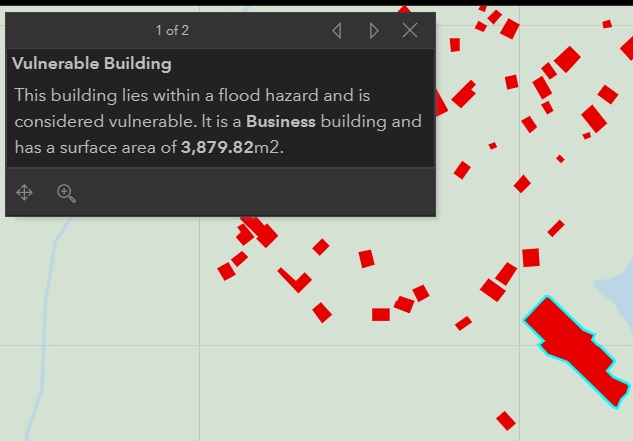 1 of 2
Vulnerable Building
This building lies within a flood hazard and is
considered vulnerable. It is a Business building and
has a surface area of 3,879.82m2.